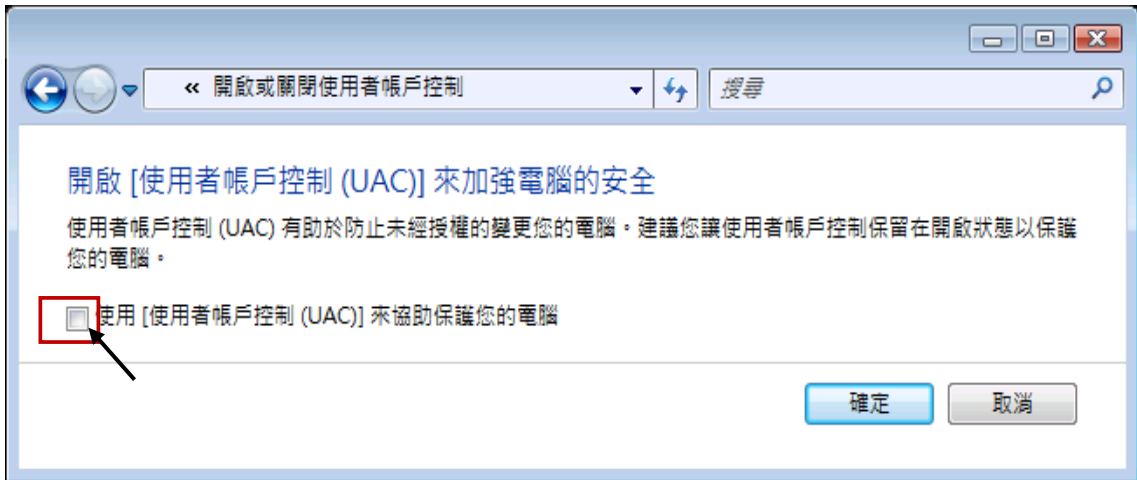 « 開啟或關閉使用者帳戶控制
搜尋
開啟 [使用者帳戶控制 (UAC)] 來加強電腦的安全
使用者帳戶控制 (UAC) 有助於防止未經授權的變更您的電腦。建議您讓使用者帳戶控制保留在開啟狀態以保護
您的電腦。
使用 [使用者帳戶控制 (UAC)] 來協助保護您的電腦
確定
取消